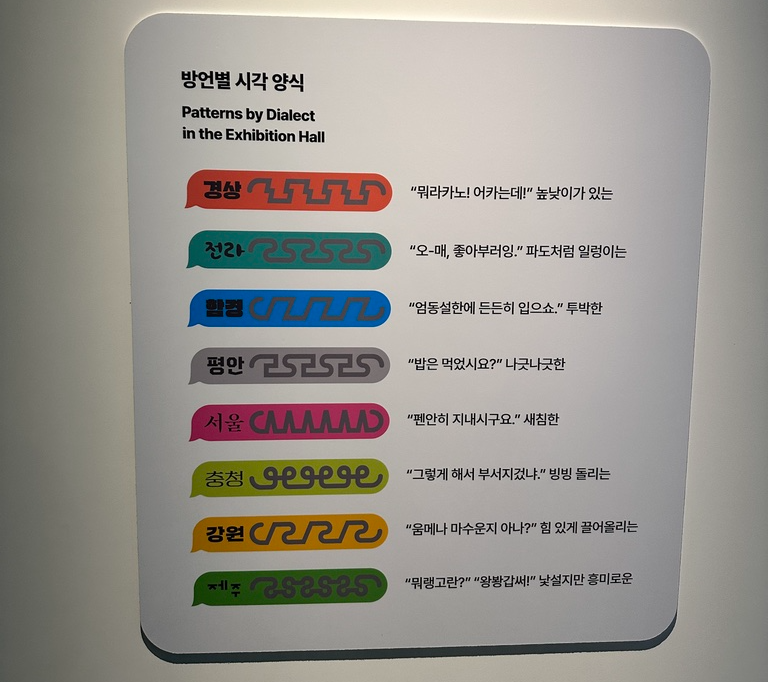 방언별 시각 양식
Patterns by Dialect
in the Exhibition Hall
경상 “뭐라카노! 어카는데!” 높낮이가 있는
전라 “오-매, 좋아부러잉.” 파도처럼 일렁이는
함경 “엄동설한에 든든히 입으쇼.” 투박한
평안 “밥은 먹었시요?” 나긋나긋한
서울 “펜안히 지내시구요.” 새침한
충청 “그렇게 해서 부서지겄냐.” 빙빙 돌리는
강원 “움메나 마수운지 아나?” 힘 있게 끌어올리는
제주 “뭐랭고란?” “왕봥갑써!” 낯설지만 흥미로운